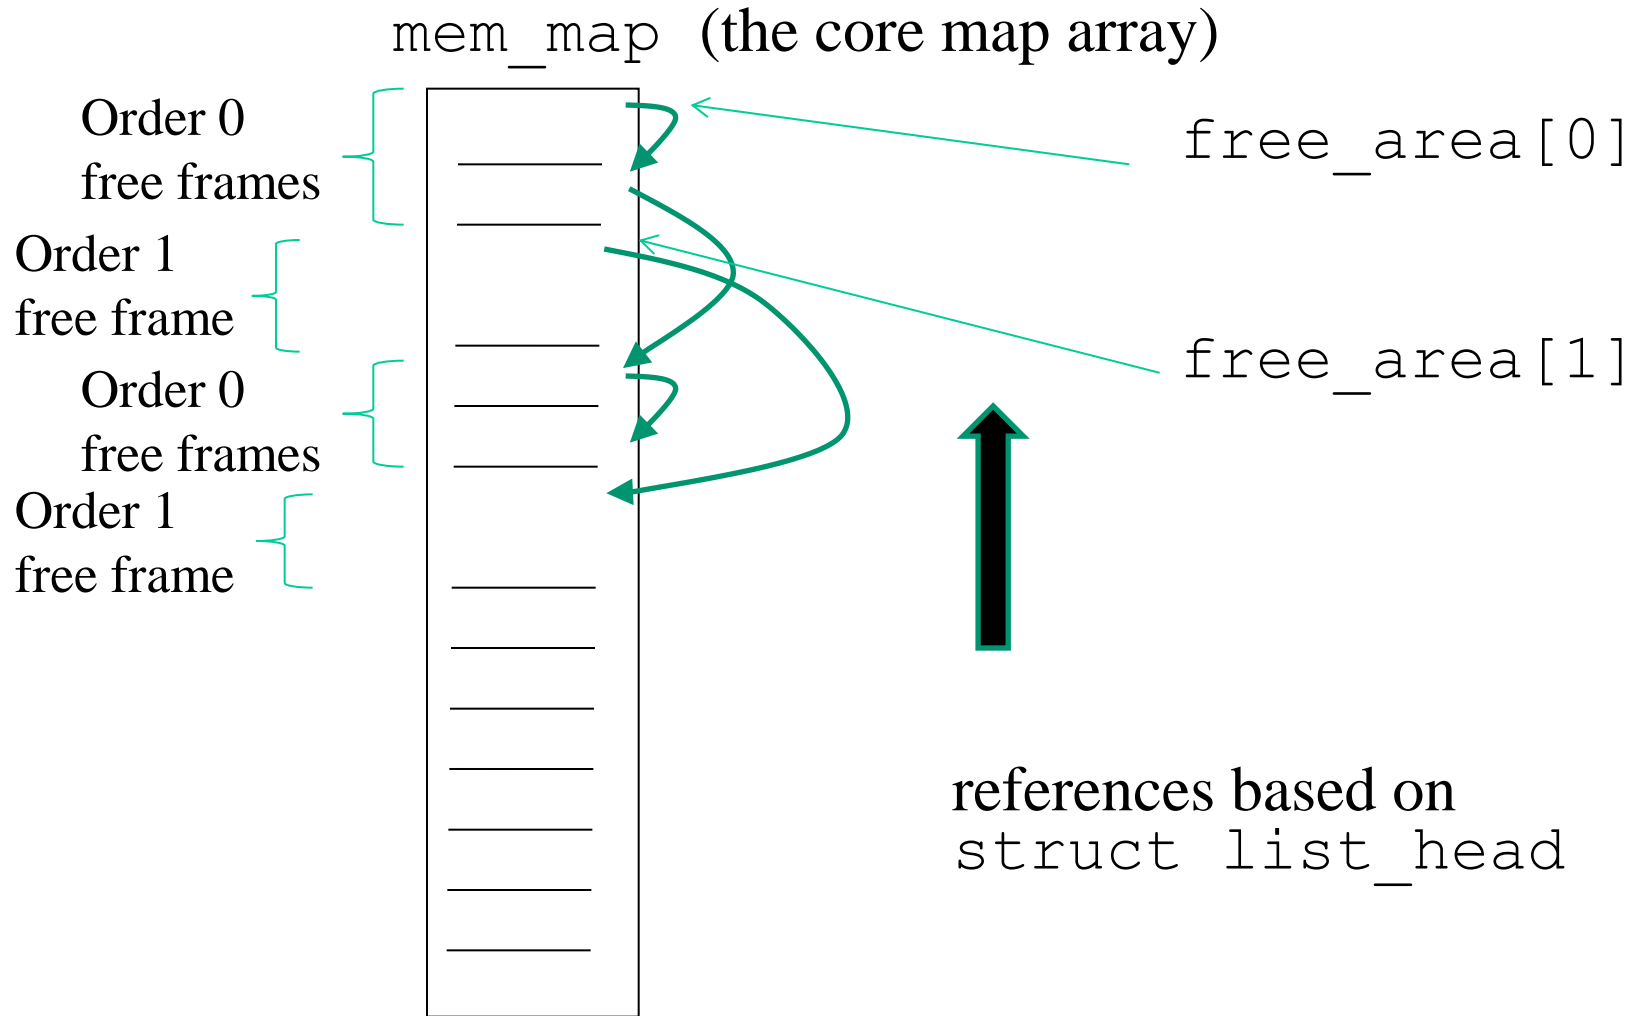 mem_map (the core map array)
Order 0
free frames
free_area[0]
Order 1
free frame
free_area[1]
Order 0
free frames
Order 1
free frame
references based on
struct list_head